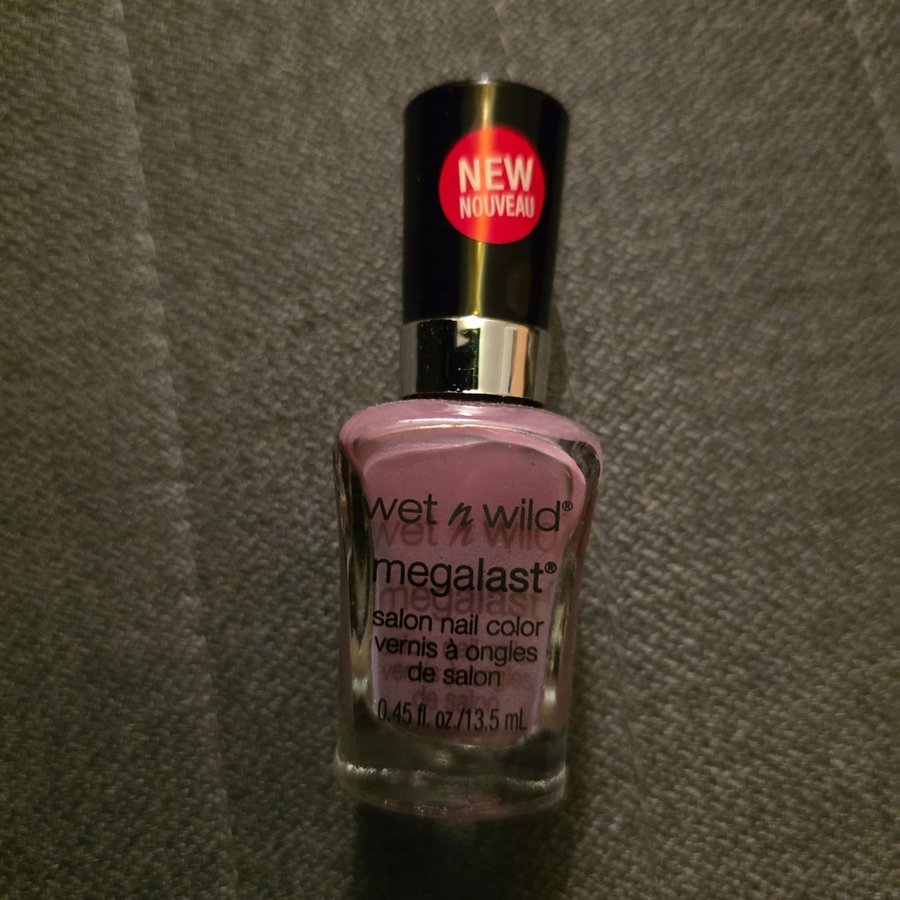 NEW
NOUVEAU
wet n wild®
megalast®
salon nail color
vernis à ongles
de salon
0.45 fl. oz./13.5 mL